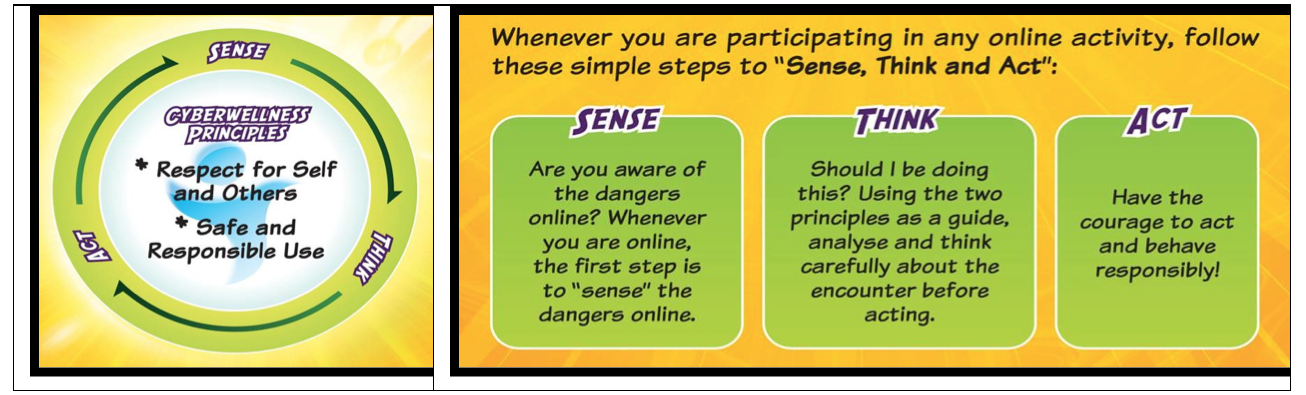 SENSE
CYBERWELLNESS
PRINCIPLES
* Respect for Self
and Others
* Safe and
Responsible Use
ACT
THINK
Whenever you are participating in any online activity, follow
these simple steps to “Sense, Think and Act”:
SENSE
Are you aware of
the dangers
online? Whenever
you are online,
the first step is
to “sense” the
dangers online.
THINK
Should I be doing
this? Using the two
principles as a guide,
analyse and think
carefully about the
encounter before
acting.
ACT
Have the
courage to act
and behave
responsibly!